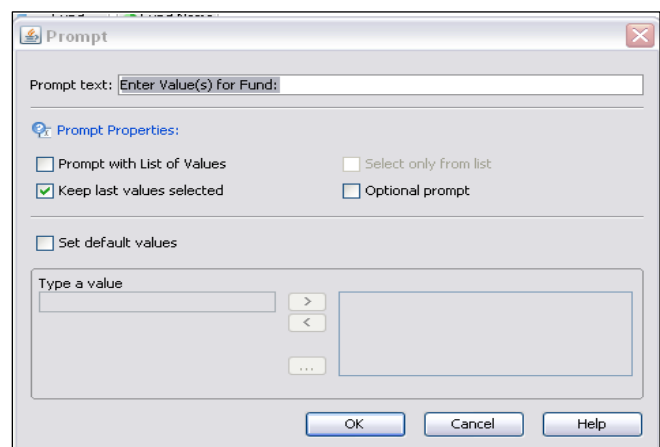 Prompt
Prompt text: Enter Value(s) for Fund:
Prompt Properties:
Prompt with List of Values Select only from list
Keep last values selected Optional prompt
Set default values
Type a value
>
<
...
OK Cancel Help